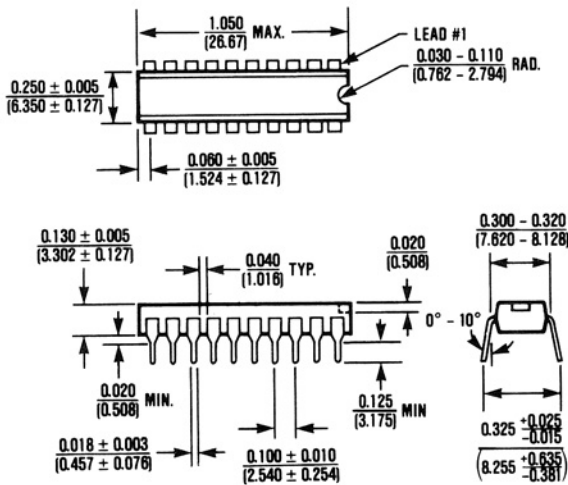 1.050
(26.67)
MAX.
LEAD #1
0.030 - 0.110
(0.762 - 2.794)
RAD.
0.250 ± 0.005
(6.350 ± 0.127)
0.060 ± 0.005
(1.524 ± 0.127)
0.130 ± 0.005
(3.302 ± 0.127)
0.040
(1.016)
TYP.
0.020
(0.508)
0.300 - 0.320
(7.620 - 8.128)
0° - 10°
0.020
(0.508)
MIN.
0.125
(3.175)
MIN
0.018 ± 0.003
(0.457 ± 0.076)
0.100 ± 0.010
(2.540 ± 0.254)
0.325 +0.025
-0.015
(8.255 +0.635
-0.381)